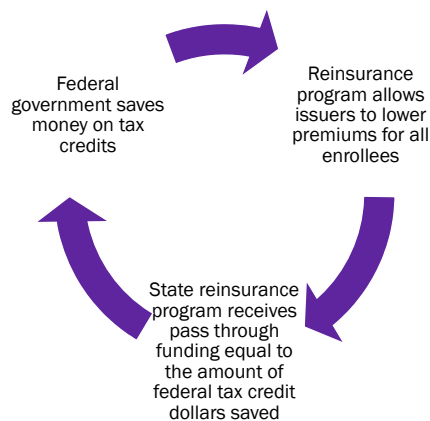 Federal
government saves
money on tax
credits
Reinsurance
program allows
issuers to lower
premiums for all
enrollees
State reinsurance
program receives
pass through
funding equal to
the amount of
federal tax credit
dollars saved